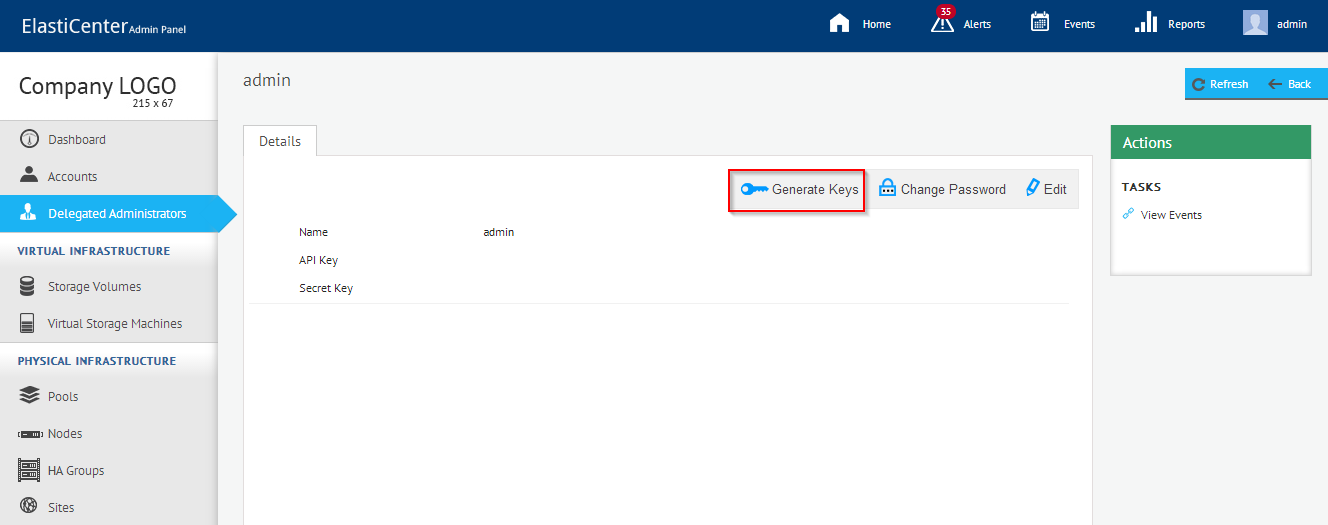 ElastiCenter Admin Panel
Home
35
Alerts
Events
Reports
admin
Company LOGO
215 x 67
Dashboard
Accounts
Delegated Administrators
VIRTUAL INFRASTRUCTURE
Storage Volumes
Virtual Storage Machines
PHYSICAL INFRASTRUCTURE
Pools
Nodes
HA Groups
Sites
admin
Refresh
Back
Details
Generate Keys
Change Password
Edit
Name admin
API Key
Secret Key
Actions
TASKS
View Events